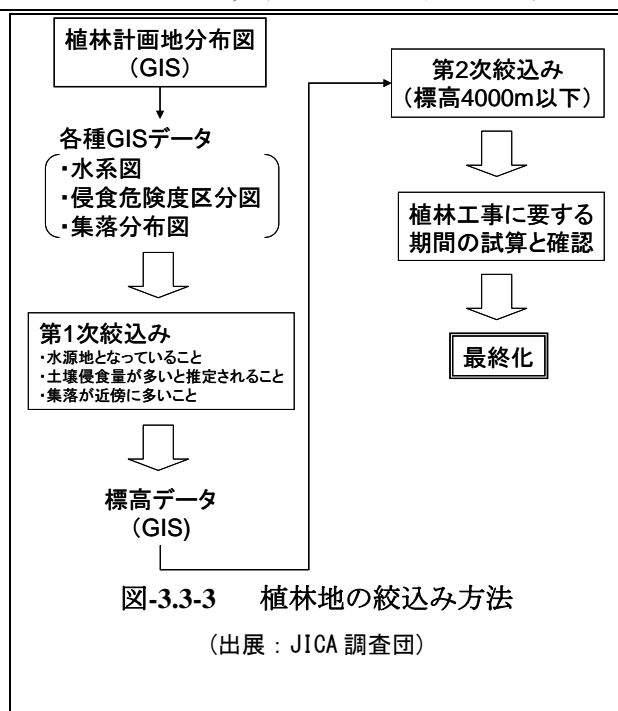 植林計画地分布図
（GIS）
各種GISデータ
・水系図
・侵食危険度区分図
・集落分布図
第1次絞込み
・水源地となっていること
・土壌侵食量が多いと推定されること
・集落が近傍に多いこと
標高データ
（GIS)
第2次絞込み
（標高4000m以下）
植林工事に要する
期間の試算と確認
最終化
図-3.3-3 植林地の絞込み方法
（出展：JICA 調査団）